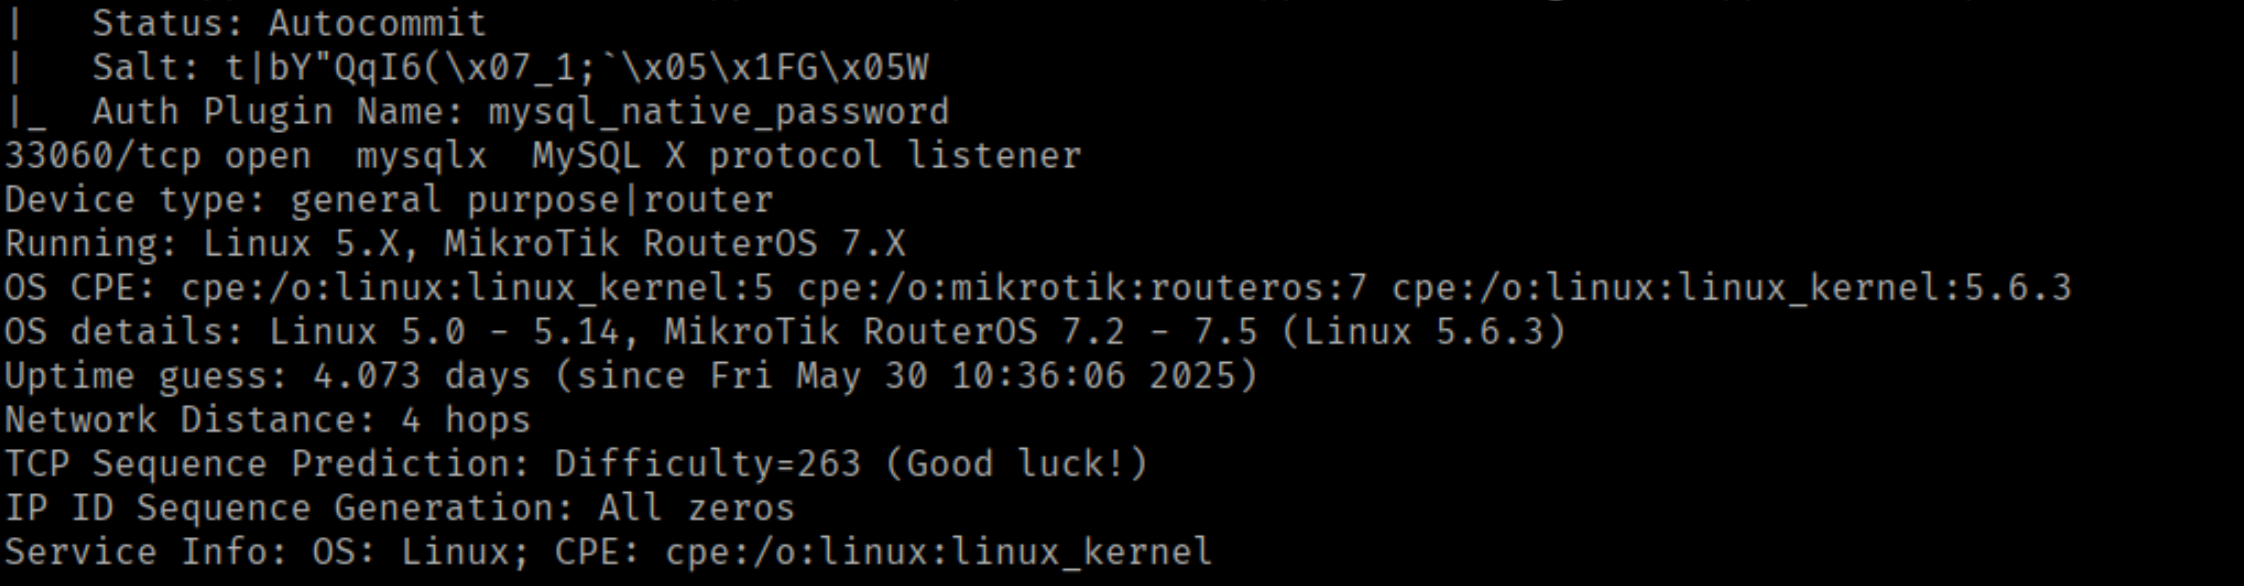 |   Status: Autocommit
|   Salt: t|bY"QqI6(\x07_1;`\x05\x1FG\x05W
|_  Auth Plugin Name: mysql_native_password
33060/tcp open  mysqlx  MySQL X protocol listener
Device type: general purpose|router
Running: Linux 5.X, MikroTik RouterOS 7.X
OS CPE: cpe:/o:linux:linux_kernel:5 cpe:/o:mikrotik:routeros:7 cpe:/o:linux:linux_kernel:5.6.3
OS details: Linux 5.0 - 5.14, MikroTik RouterOS 7.2 - 7.5 (Linux 5.6.3)
Uptime guess: 4.073 days (since Fri May 30 10:36:06 2025)
Network Distance: 4 hops
TCP Sequence Prediction: Difficulty=263 (Good luck!)
IP ID Sequence Generation: All zeros
Service Info: OS: Linux; CPE: cpe:/o:linux:linux_kernel